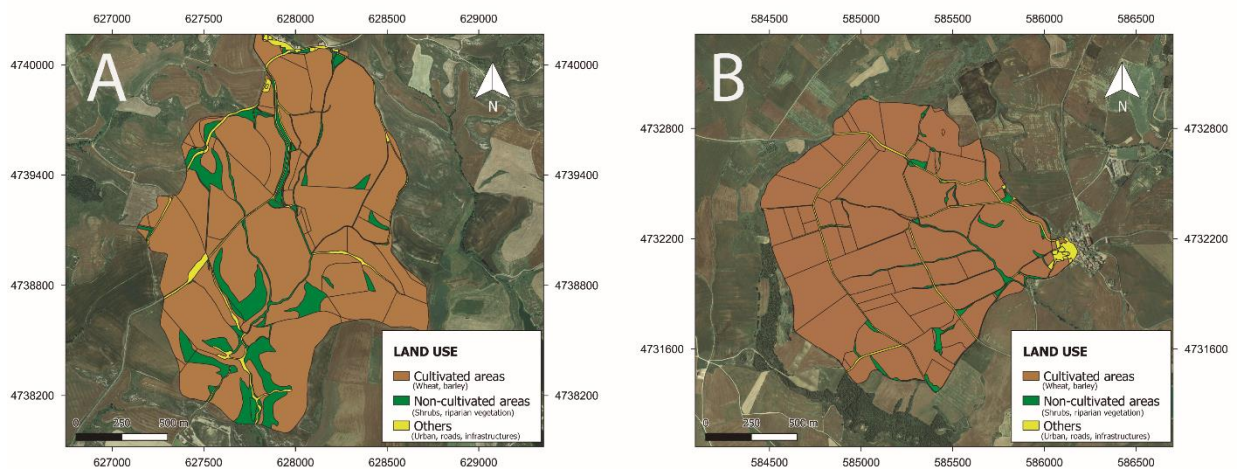 627000 627500 628000 628500 629000
584500 585000 585500 586000 586500
A
B
N
N
4740000
4739400
4738800
4738200
4740000
4739400
4738800
4738200
4732800
4732200
4731600
4732800
4732200
4731600
LAND USE
Cultivated areas
(Wheat, barley)
Non-cultivated areas
(Shrubs, riparian vegetation)
Others
(Urban, roads, infrastructures)
0 250 500 m
LAND USE
Cultivated areas
(Wheat, barley)
Non-cultivated areas
(Shrubs, riparian vegetation)
Others
(Urban, roads, infrastructures)
0 250 500 m
627000 627500 628000 628500 629000
584500 585000 585500 586000 586500